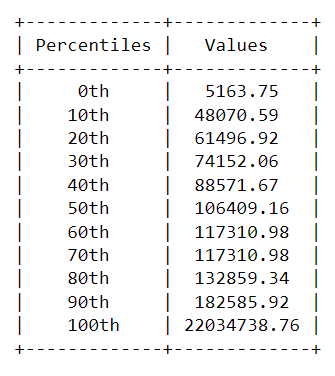 +-------------+-------------+
| Percentiles |   Values    |
+-------------+-------------+
|     0th     |   5163.75   |
|     10th    |  48070.59   |
|     20th    |  61496.92   |
|     30th    |  74152.06   |
|     40th    |  88571.67   |
|     50th    |  106409.16  |
|     60th    |  117310.98  |
|     70th    |  117310.98  |
|     80th    |  132859.34  |
|     90th    |  182585.92  |
|    100th    | 22034738.76 |
+-------------+-------------+